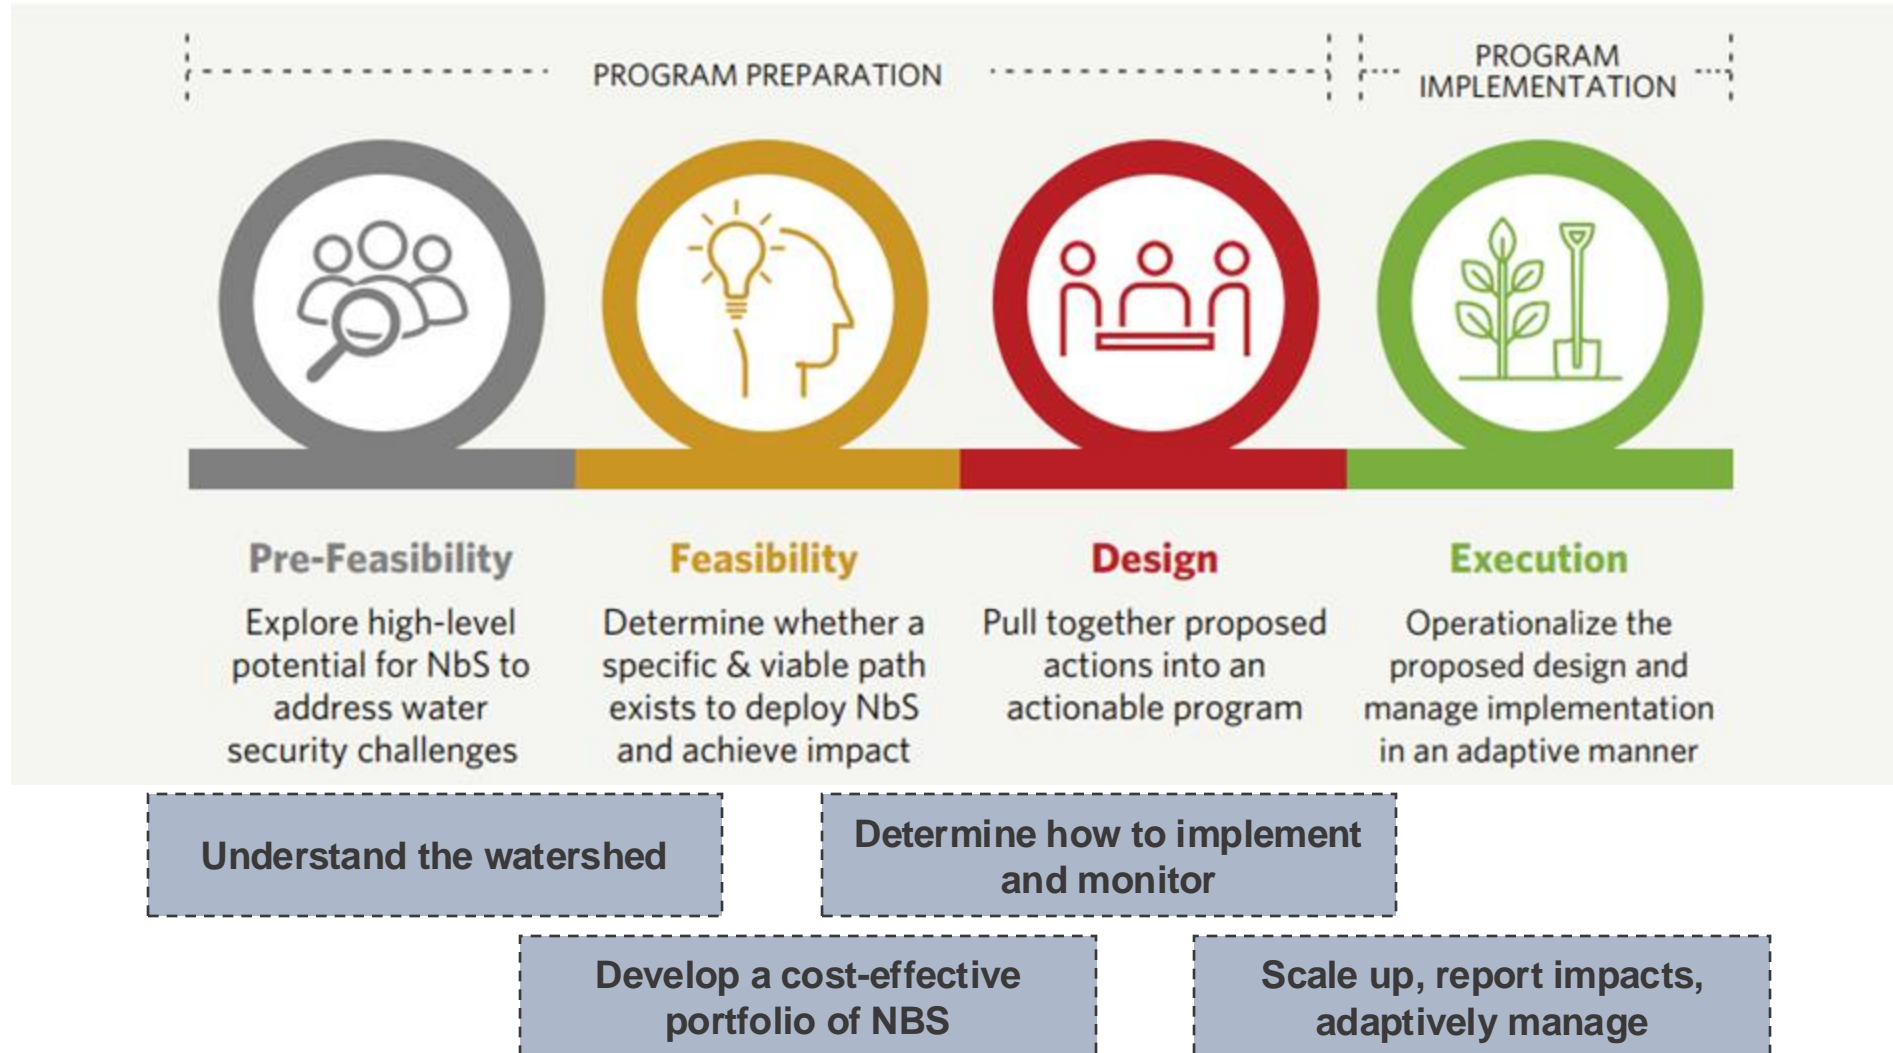 PROGRAM PREPARATION
PROGRAM
IMPLEMENTATION
Pre-Feasibility
Explore high-level
potential for NbS to
address water
security challenges
Feasibility
Determine whether a
specific & viable path
exists to deploy NbS
and achieve impact
Design
Pull together proposed
actions into an
actionable program
Execution
Operationalize the
proposed design and
manage implementation
in an adaptive manner
Understand the watershed
Determine how to implement
and monitor
Develop a cost-effective
portfolio of NBS
Scale up, report impacts,
adaptively manage